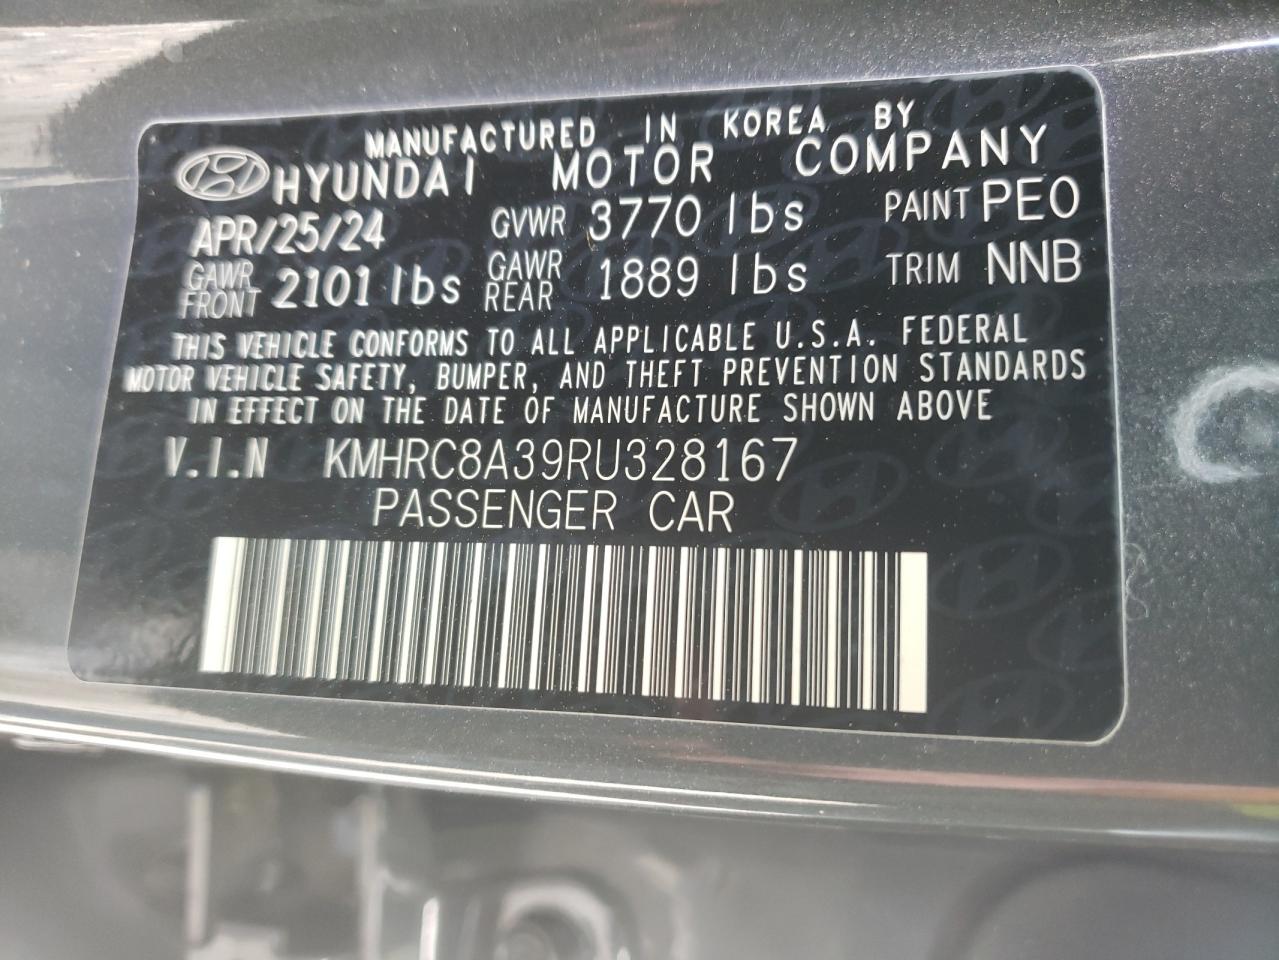 MANUFACTURED IN KOREA BY
HYUNDAI MOTOR COMPANY
APR/25/24 GVWR 3770 lbs PAINT PE0
GAWR FRONT 2101 lbs GAWR REAR 1889 lbs TRIM NNB
THIS VEHICLE CONFORMS TO ALL APPLICABLE U.S.A. FEDERAL
MOTOR VEHICLE SAFETY, BUMPER, AND THEFT PREVENTION STANDARDS
IN EFFECT ON THE DATE OF MANUFACTURE SHOWN ABOVE
V.I.N KMHRC8A39RU328167
PASSENGER CAR